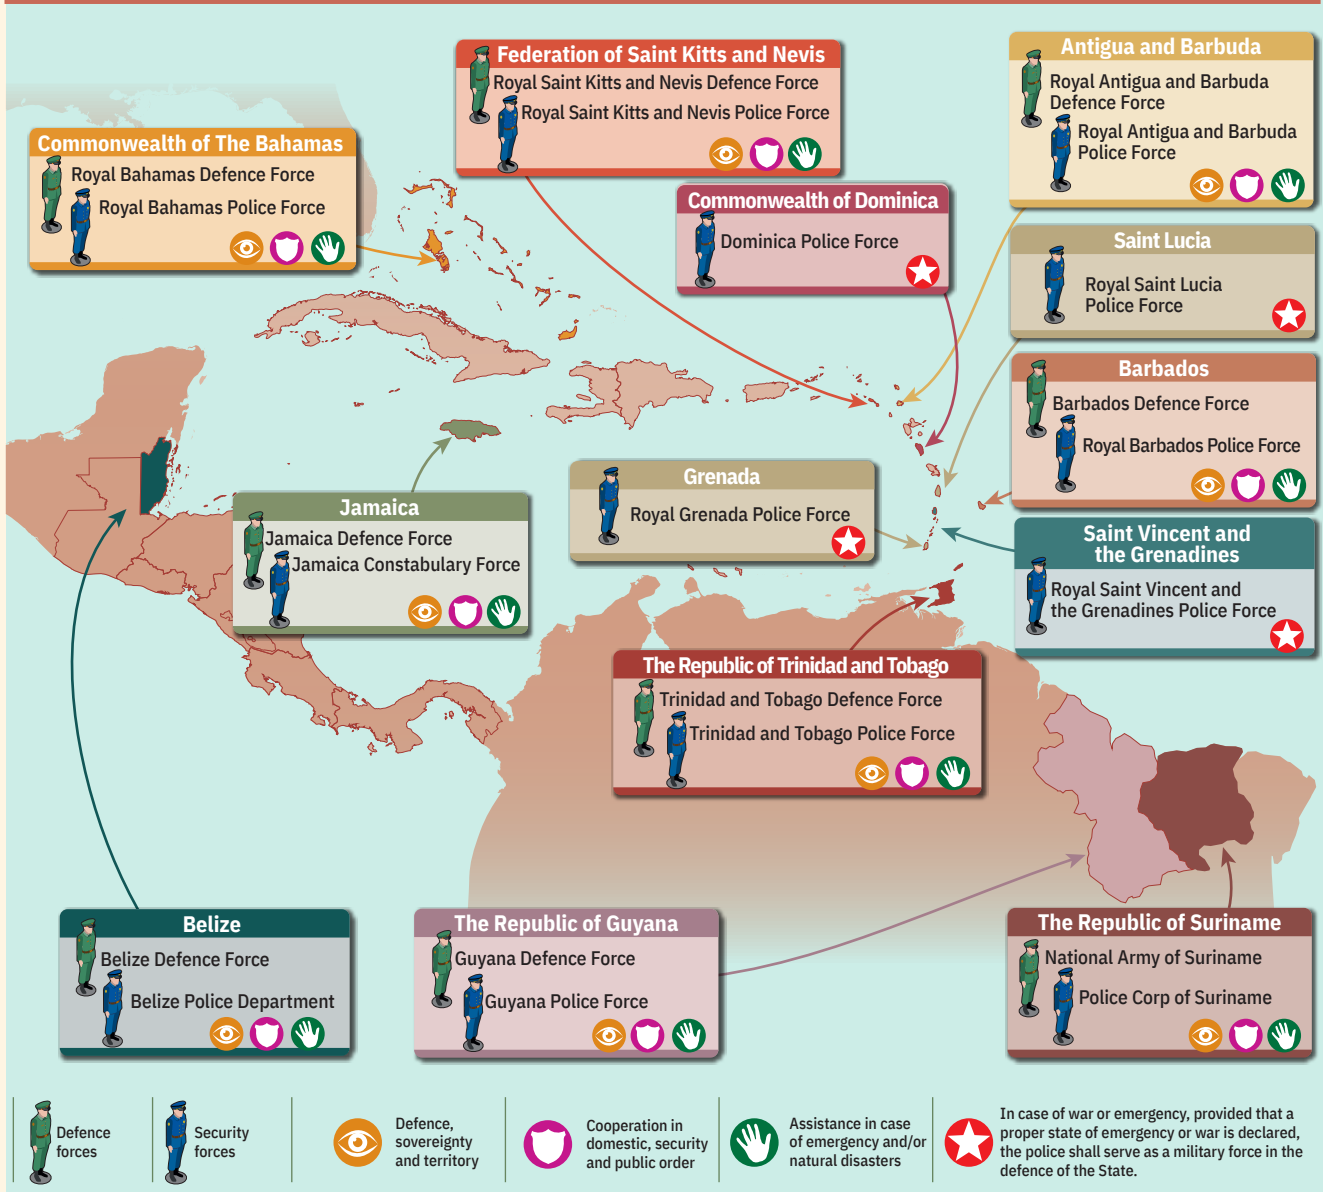 Federation of Saint Kitts and Nevis
Royal Saint Kitts and Nevis Defence Force
Royal Saint Kitts and Nevis Police Force
Antigua and Barbuda
Royal Antigua and Barbuda
Defence Force
Royal Antigua and Barbuda
Police Force
Commonwealth of The Bahamas
Royal Bahamas Defence Force
Royal Bahamas Police Force
Commonwealth of Dominica
Dominica Police Force
Saint Lucia
Royal Saint Lucia
Police Force
Barbados
Barbados Defence Force
Royal Barbados Police Force
Grenada
Royal Grenada Police Force
Jamaica
Jamaica Defence Force
Jamaica Constabulary Force
Saint Vincent and
the Grenadines
Royal Saint Vincent and
the Grenadines Police Force
The Republic of Trinidad and Tobago
Trinidad and Tobago Defence Force
Trinidad and Tobago Police Force
Belize
Belize Defence Force
Belize Police Department
The Republic of Guyana
Guyana Defence Force
Guyana Police Force
The Republic of Suriname
National Army of Suriname
Police Corp of Suriname
Defence
forces
Security
forces
Defence,
sovereignty
and territory
Cooperation in
domestic, security
and public order
Assistance in case
of emergency and/or
natural disasters
In case of war or emergency, provided that a
proper state of emergency or war is declared,
the police shall serve as a military force in the
defence of the State.